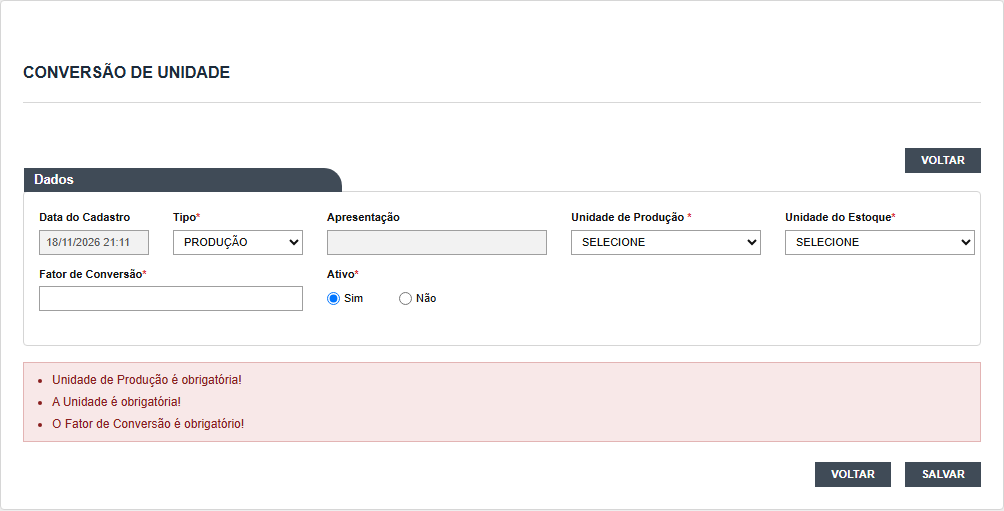 CONVERSÃO DE UNIDADE
VOLTAR
Dados
Data do Cadastro Tipo* Apresentação Unidade de Produção * Unidade do Estoque*
18/11/2026 21:11 PRODUÇÃO SELECIONE SELECIONE
Fator de Conversão* Ativo*
Sim Não
• Unidade de Produção é obrigatória!
• A Unidade é obrigatória!
• O Fator de Conversão é obrigatório!
VOLTAR SALVAR